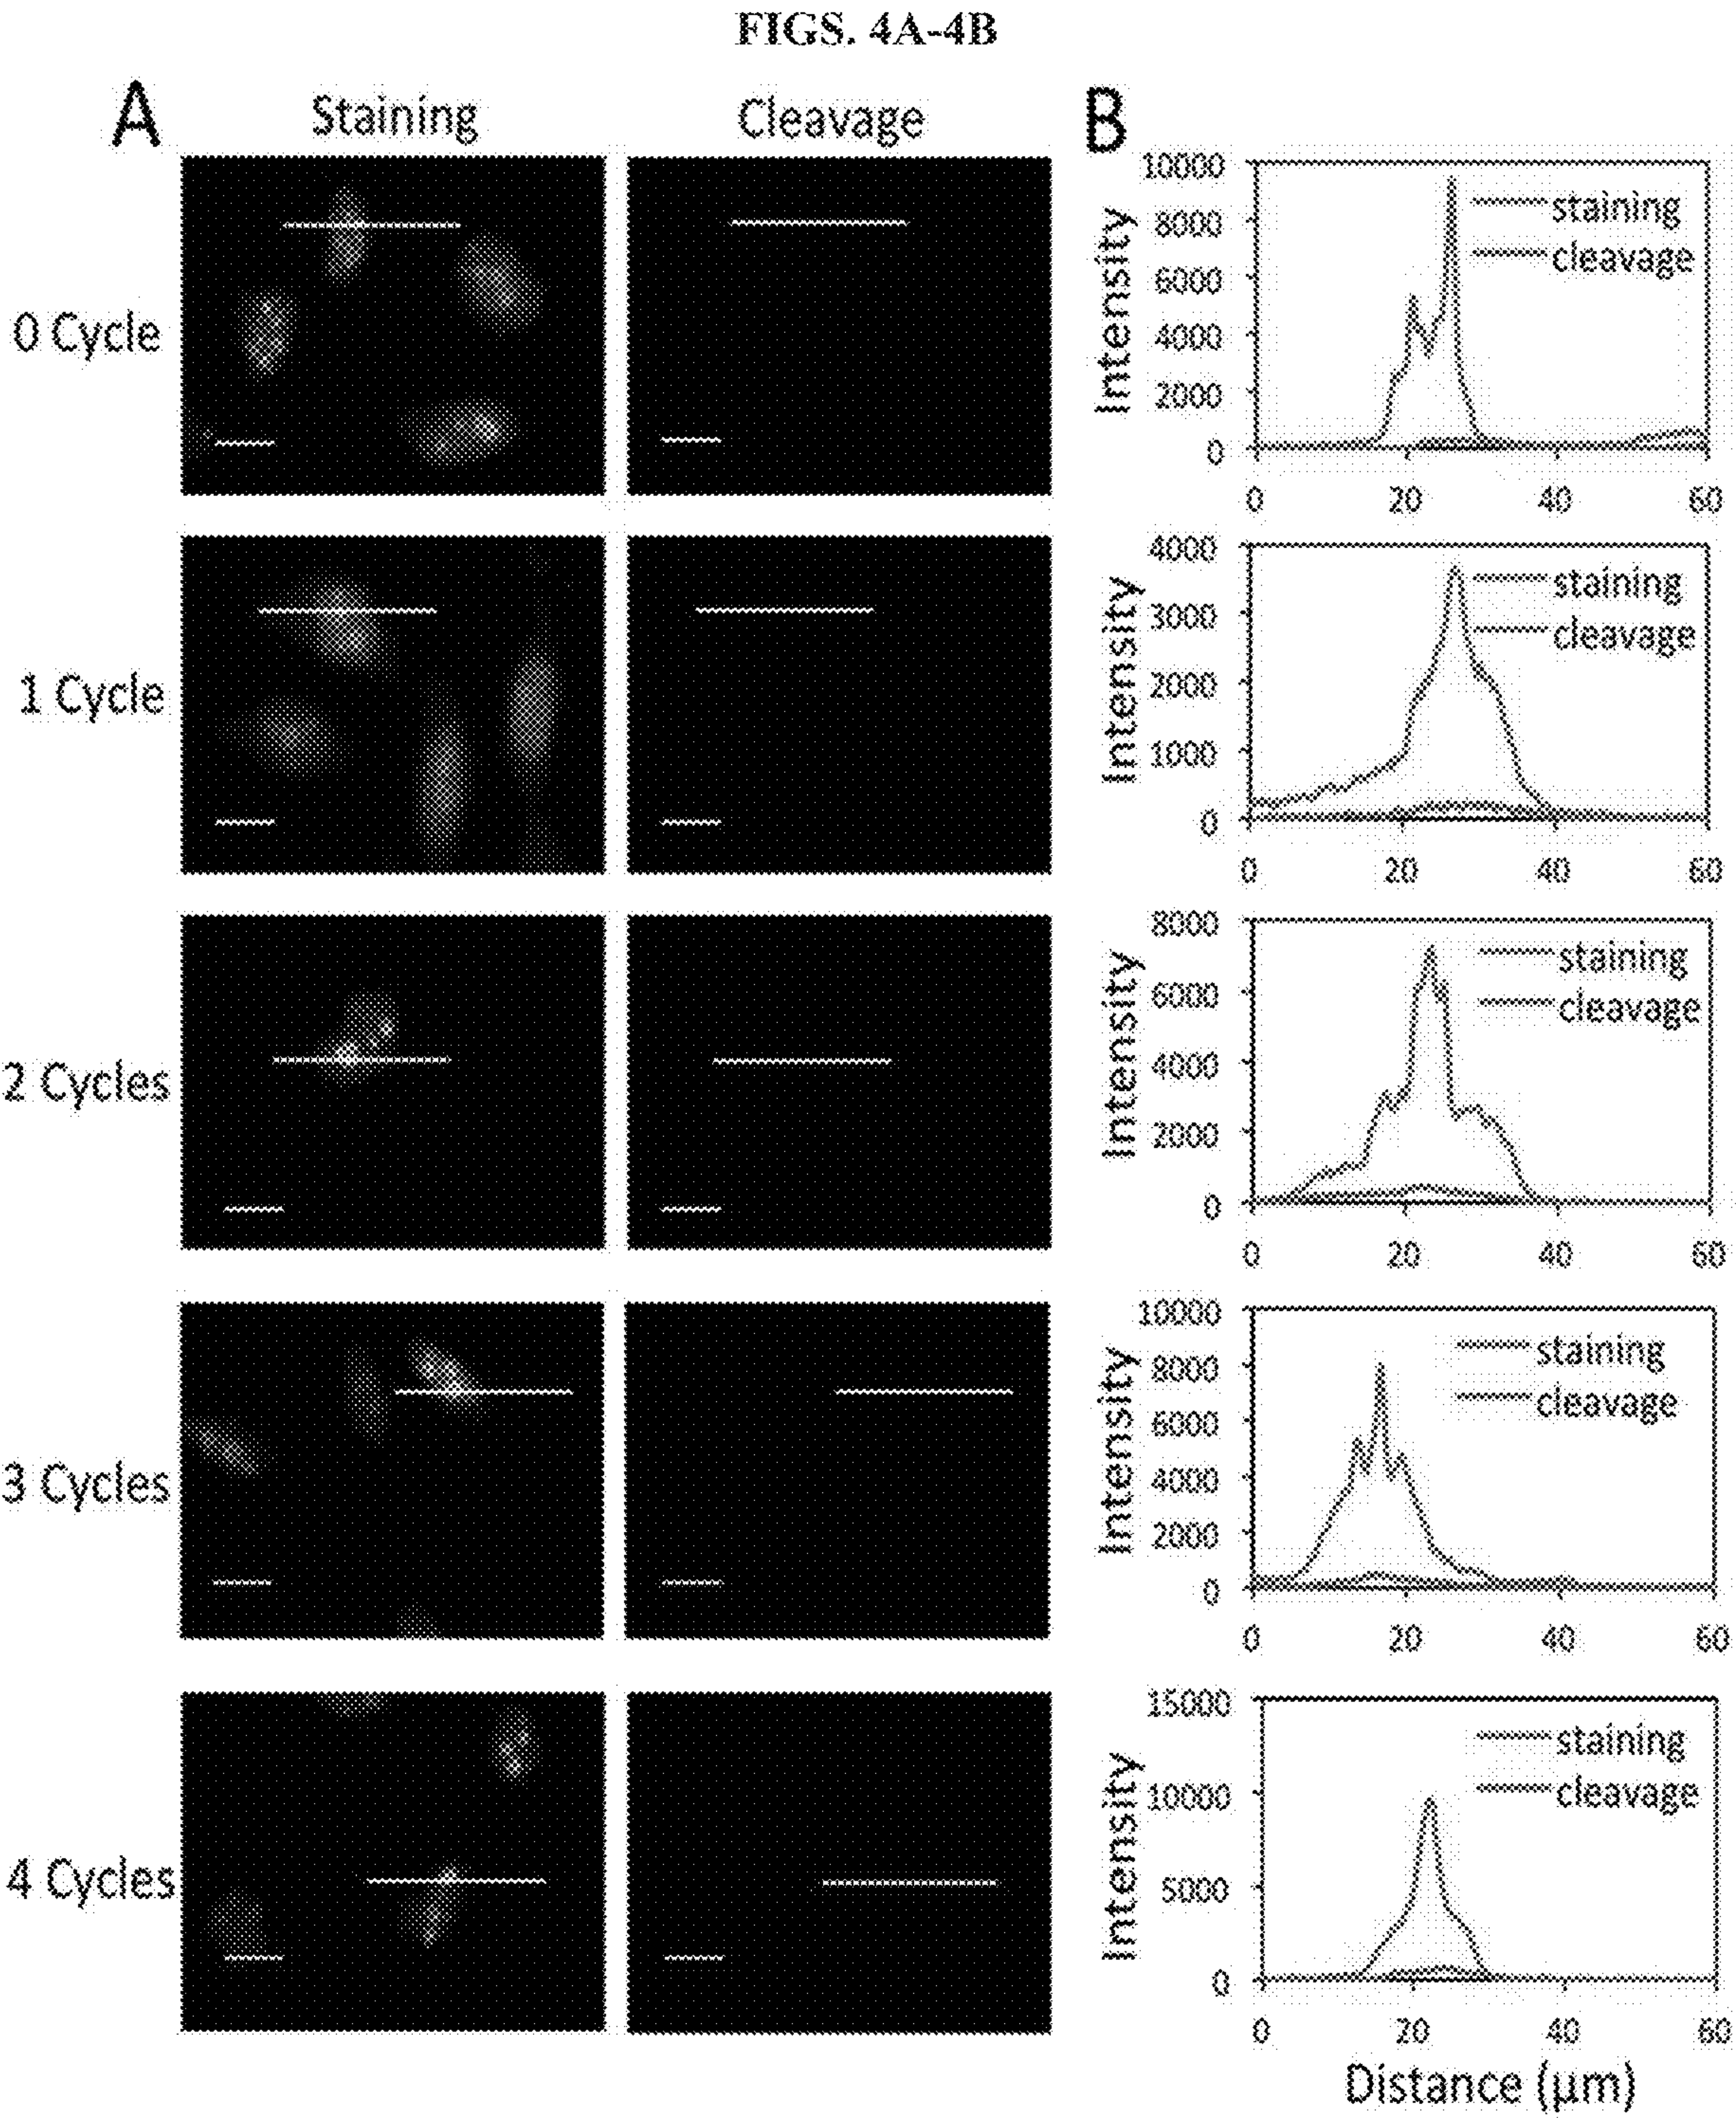 FIGS. 4A-4B
A
Staining
Cleavage
B
0 Cycle
Intensity
10000
8000
6000
4000
2000
0
staining
cleavage
0 20 40 60
1 Cycle
Intensity
4000
3000
2000
1000
0
staining
cleavage
0 20 40 60
2 Cycles
Intensity
8000
6000
4000
2000
0
staining
cleavage
0 20 40 60
3 Cycles
Intensity
10000
8000
6000
4000
2000
0
staining
cleavage
0 20 40 60
4 Cycles
Intensity
15000
10000
5000
0
staining
cleavage
0 20 40 60
Distance (µm)